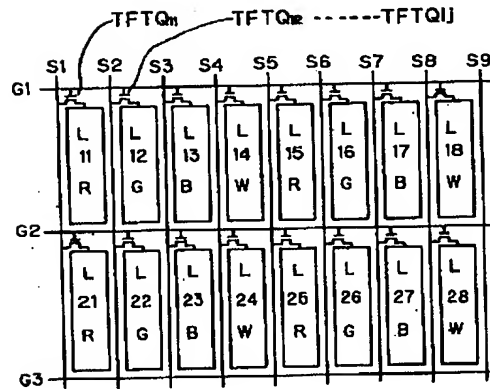 TFTQ11 TFTQ12 ------ TFTQIj
S1 S2 S3 S4 S5 S6 S7 S8 S9
G1
L L L L L L L L
11 12 13 14 15 16 17 18
R G B W R G B W
G2
L L L L L L L L
21 22 23 24 25 26 27 28
R G B W R G B W
G3